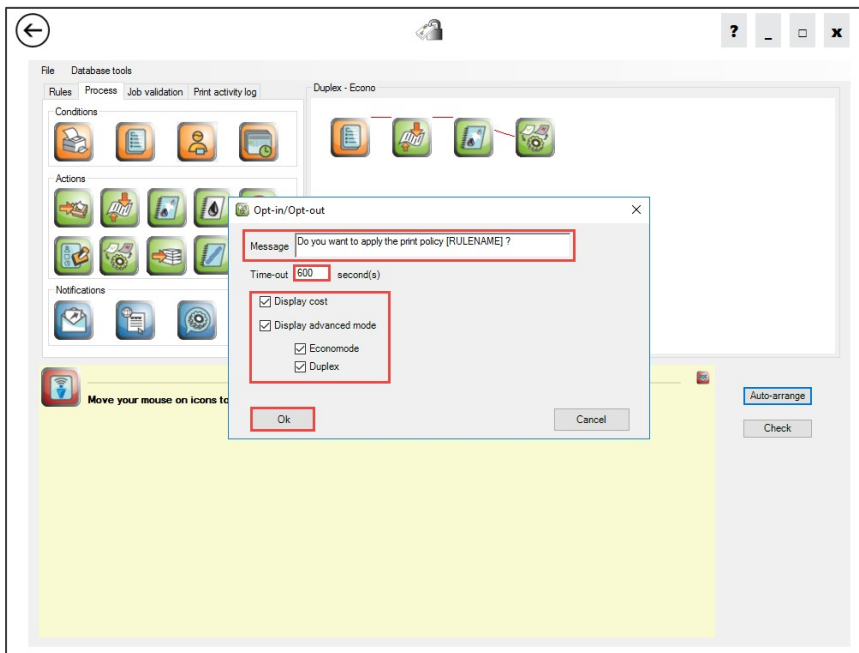 ? _ □ x
File Database tools
Rules Process Job validation Print activity log
Duplex - Econo
Conditions
Actions
Notifications
Opt-in/Opt-out
Message Do you want to apply the print policy [RULENAME] ?
Time-out 600 second(s)
Display cost
Display advanced mode
Economode
Duplex
Ok Cancel
Move your mouse on icons to
Auto-arrange
Check